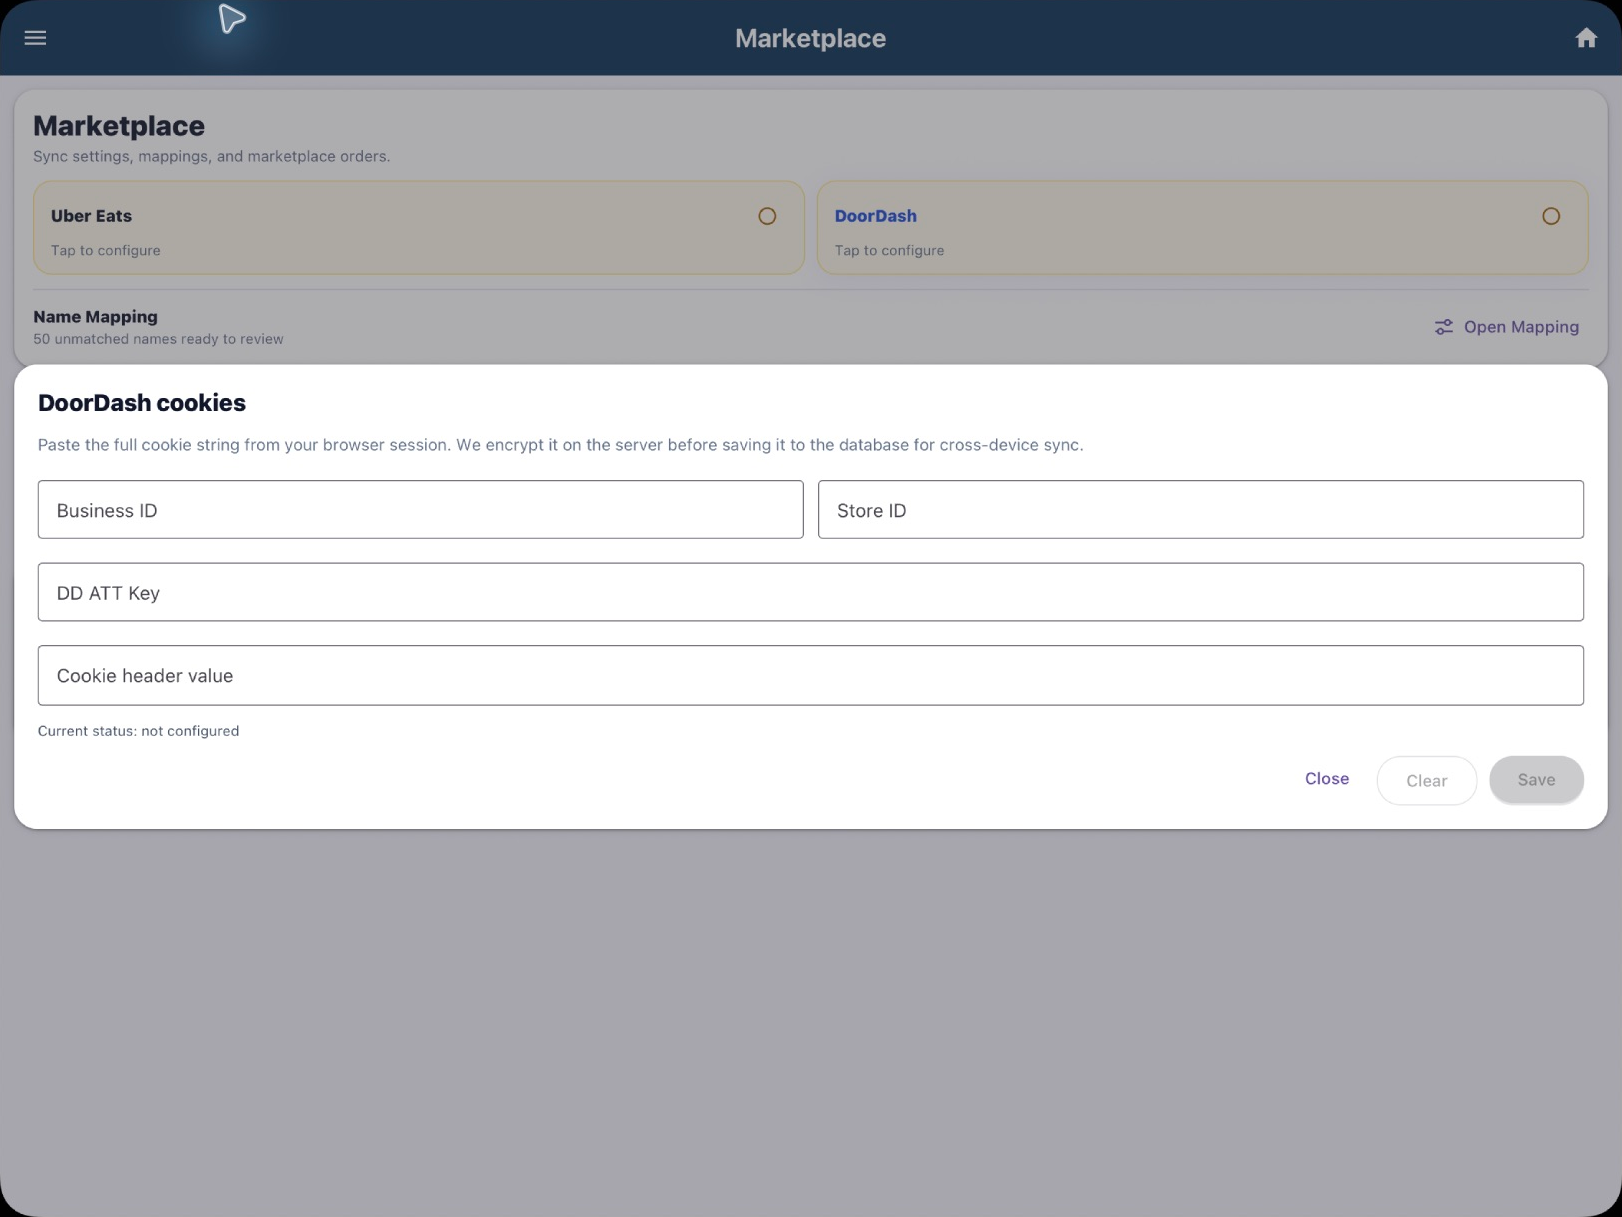 Marketplace
Marketplace
Sync settings, mappings, and marketplace orders.
Uber Eats
Tap to configure
DoorDash
Tap to configure
Name Mapping
50 unmatched names ready to review
Open Mapping
DoorDash cookies
Paste the full cookie string from your browser session. We encrypt it on the server before saving it to the database for cross-device sync.
Business ID
Store ID
DD ATT Key
Cookie header value
Current status: not configured
Close
Clear
Save